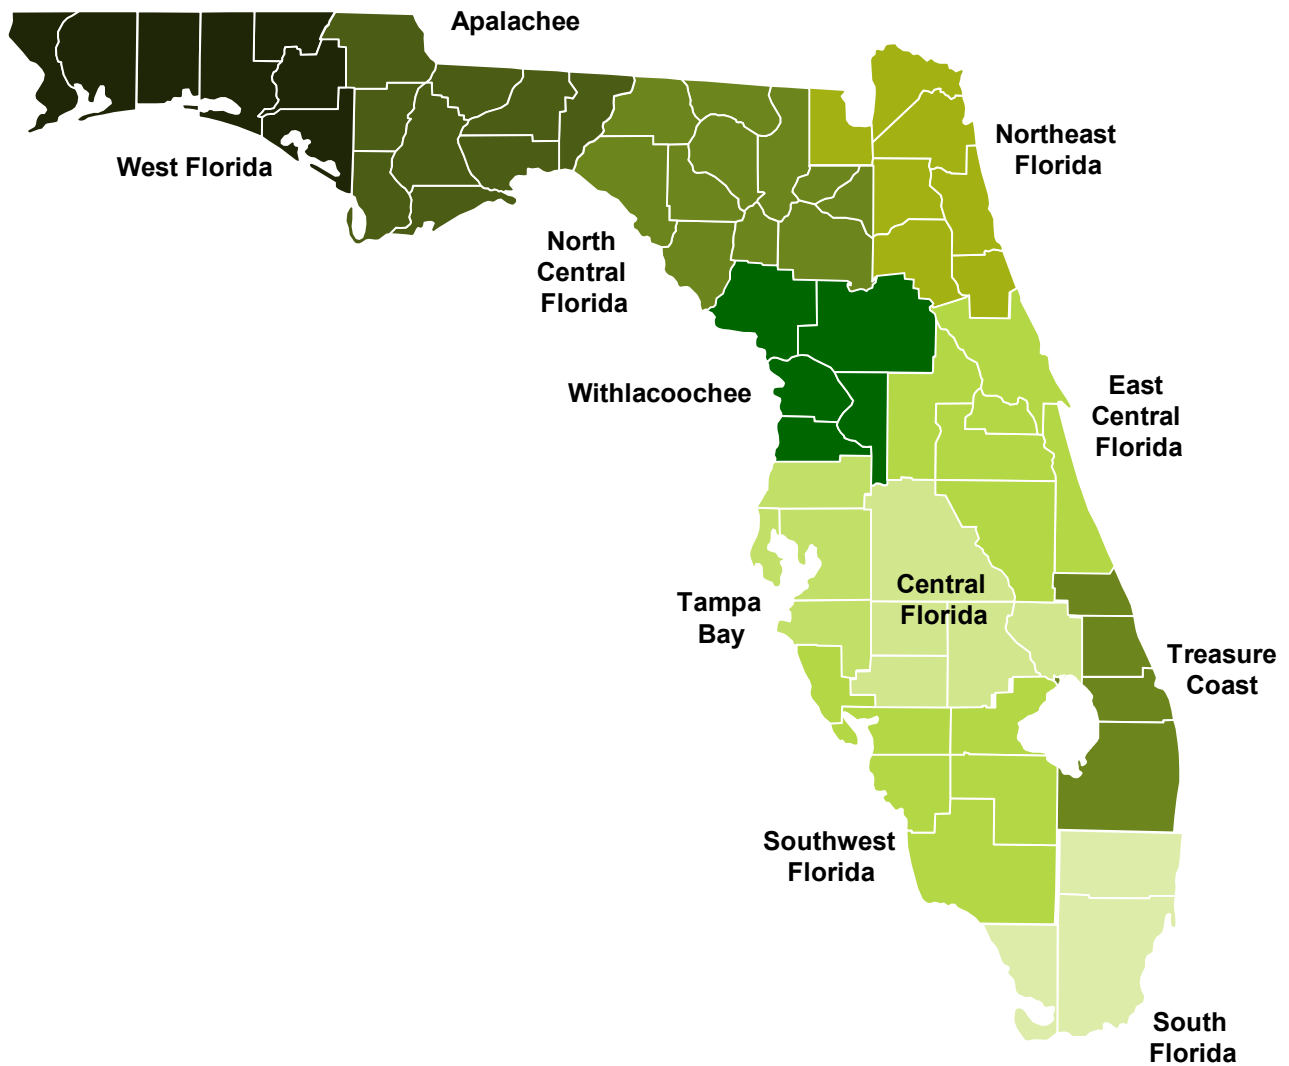 Apalachee
West Florida
Northeast
Florida
North
Central
Florida
Withlacoochee
East
Central
Florida
Central
Florida
Tampa
Bay
Treasure
Coast
Southwest
Florida
South
Florida